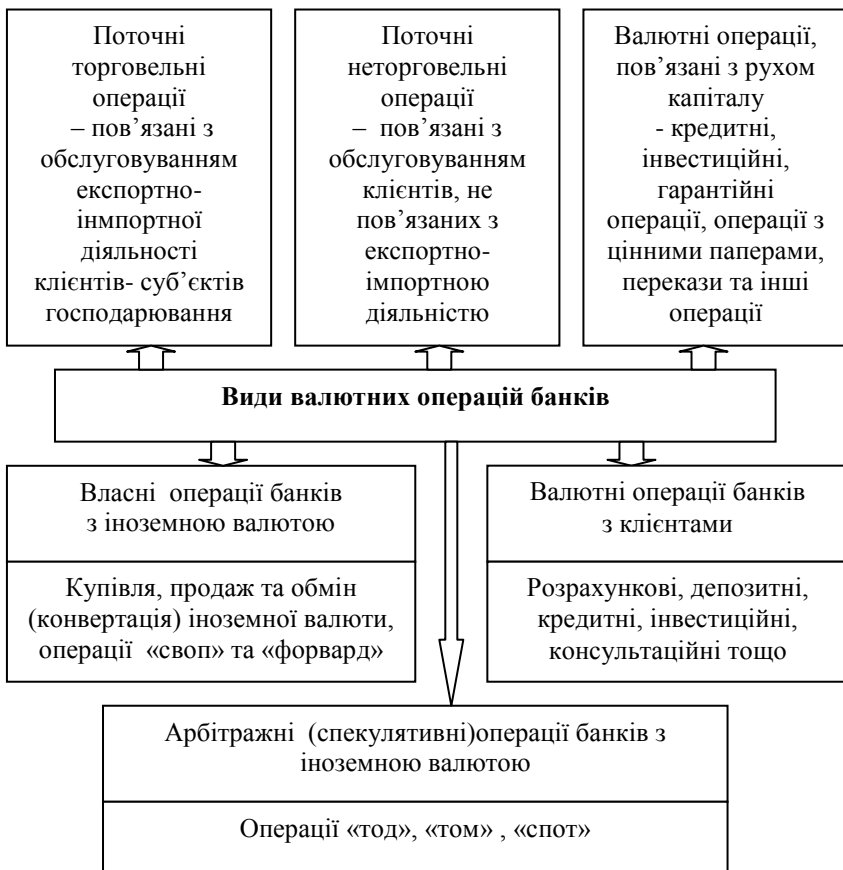 Поточні
торговельні
операції
– пов’язані з
обслуговуванням
експортно-
інмпортної
діяльності
клієнтів- суб’єктів
господарювання
Поточні
неторговельні
операції
– пов’язані з
обслуговуванням
клієнтів, не
пов’язаних з
експортно-
імпортною
діяльністю
Валютні операції,
пов’язані з рухом
капіталу
- кредитні,
інвестиційні,
гарантійні
операції, операції з
цінними паперами,
перекази та інші
операції
Види валютних операцій банків
Власні операції банків
з іноземною валютою
Купівля, продаж та обмін
(конвертація) іноземної валюти,
операції «своп» та «форвард»
Валютні операції банків
з клієнтами
Розрахункові, депозитні,
кредитні, інвестиційні,
консультаційні тощо
Арбітражні (спекулятивні)операції банків з
іноземною валютою
Операції «тод», «том» , «спот»